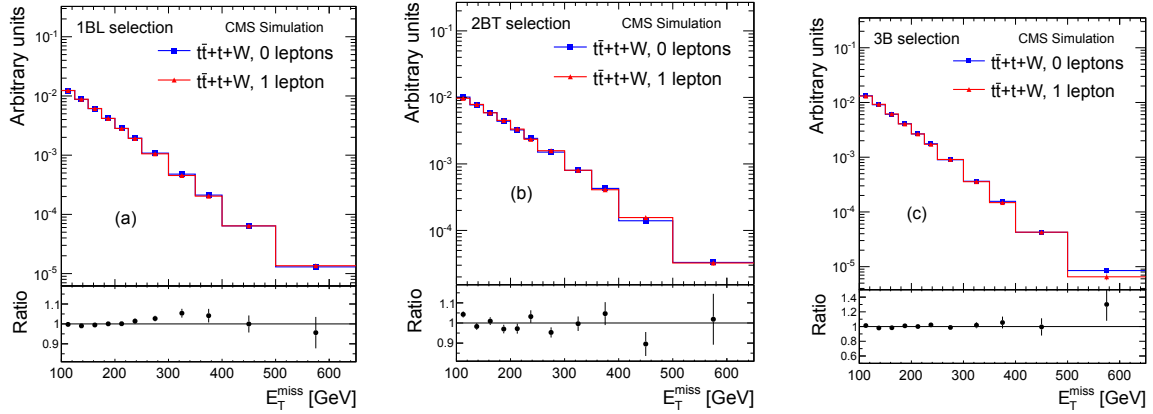 1BL selection
CMS Simulation
tt̄+t+W, 0 leptons
tt̄+t+W, 1 lepton
Arbitrary units
10⁻¹
10⁻²
10⁻³
10⁻⁴
10⁻⁵
(a)
Ratio
1.1
1
0.9
100 200 300 400 500 600
E_T^miss [GeV]
2BT selection
CMS Simulation
tt̄+t+W, 0 leptons
tt̄+t+W, 1 lepton
Arbitrary units
10⁻¹
10⁻²
10⁻³
10⁻⁴
(b)
Ratio
1.1
1.05
1
0.95
0.9
100 200 300 400 500 600
E_T^miss [GeV]
3B selection
CMS Simulation
tt̄+t+W, 0 leptons
tt̄+t+W, 1 lepton
Arbitrary units
10⁻¹
10⁻²
10⁻³
10⁻⁴
10⁻⁵
(c)
Ratio
1.4
1.2
1.0
0.8
0.6
100 200 300 400 500 600
E_T^miss [GeV]